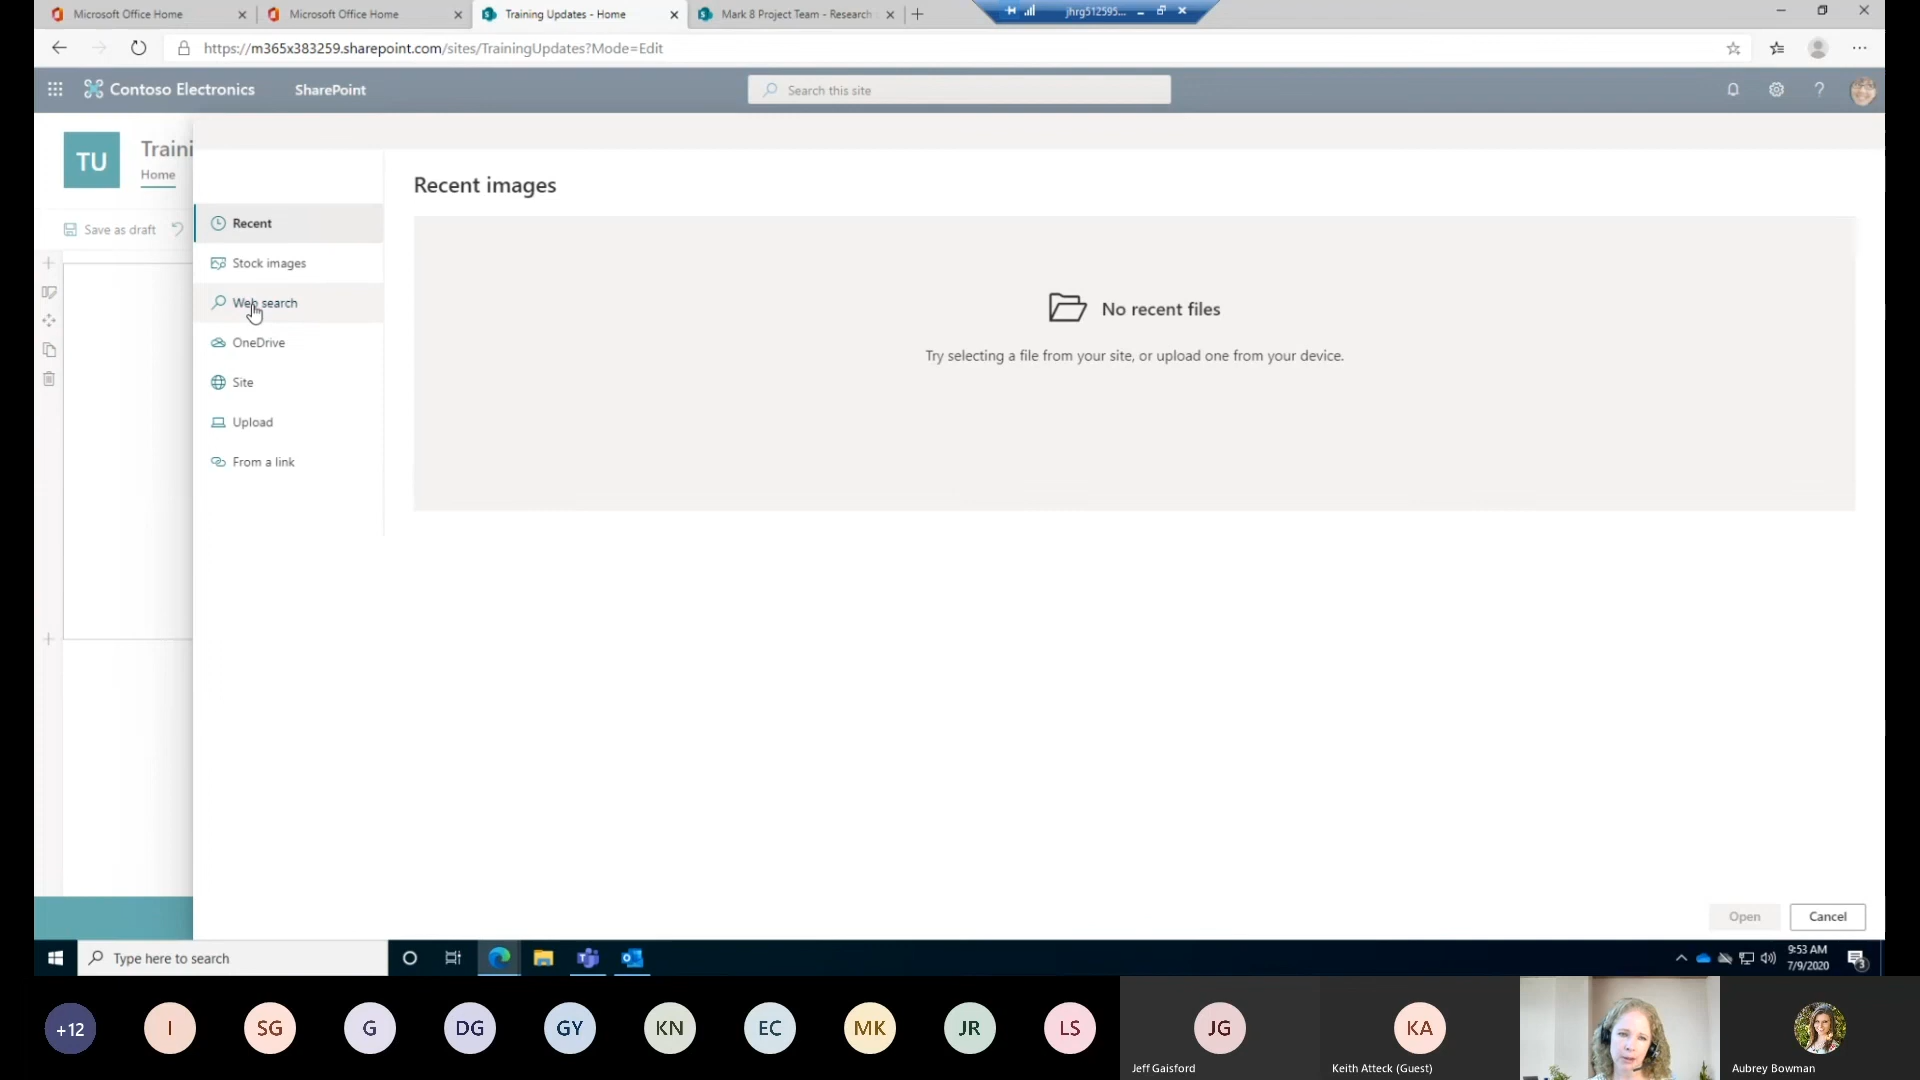 Microsoft Office Home
Microsoft Office Home
Training Updates - Home
Mark 8 Project Team - Research
jhrg512595...
https://m365x383259.sharepoint.com/sites/TrainingUpdates?Mode=Edit
Contoso Electronics
SharePoint
Search this site
TU
Traini
Home
Save as draft
Recent images
Recent
Stock images
Web search
OneDrive
Site
Upload
From a link
No recent files
Try selecting a file from your site, or upload one from your device.
Open
Cancel
Type here to search
9:53 AM
7/9/2020
3
+12
I
SG
G
DG
GY
KN
EC
MK
JR
LS
JG
Jeff Gaisford
KA
Keith Atteck (Guest)
Aubrey Bowman